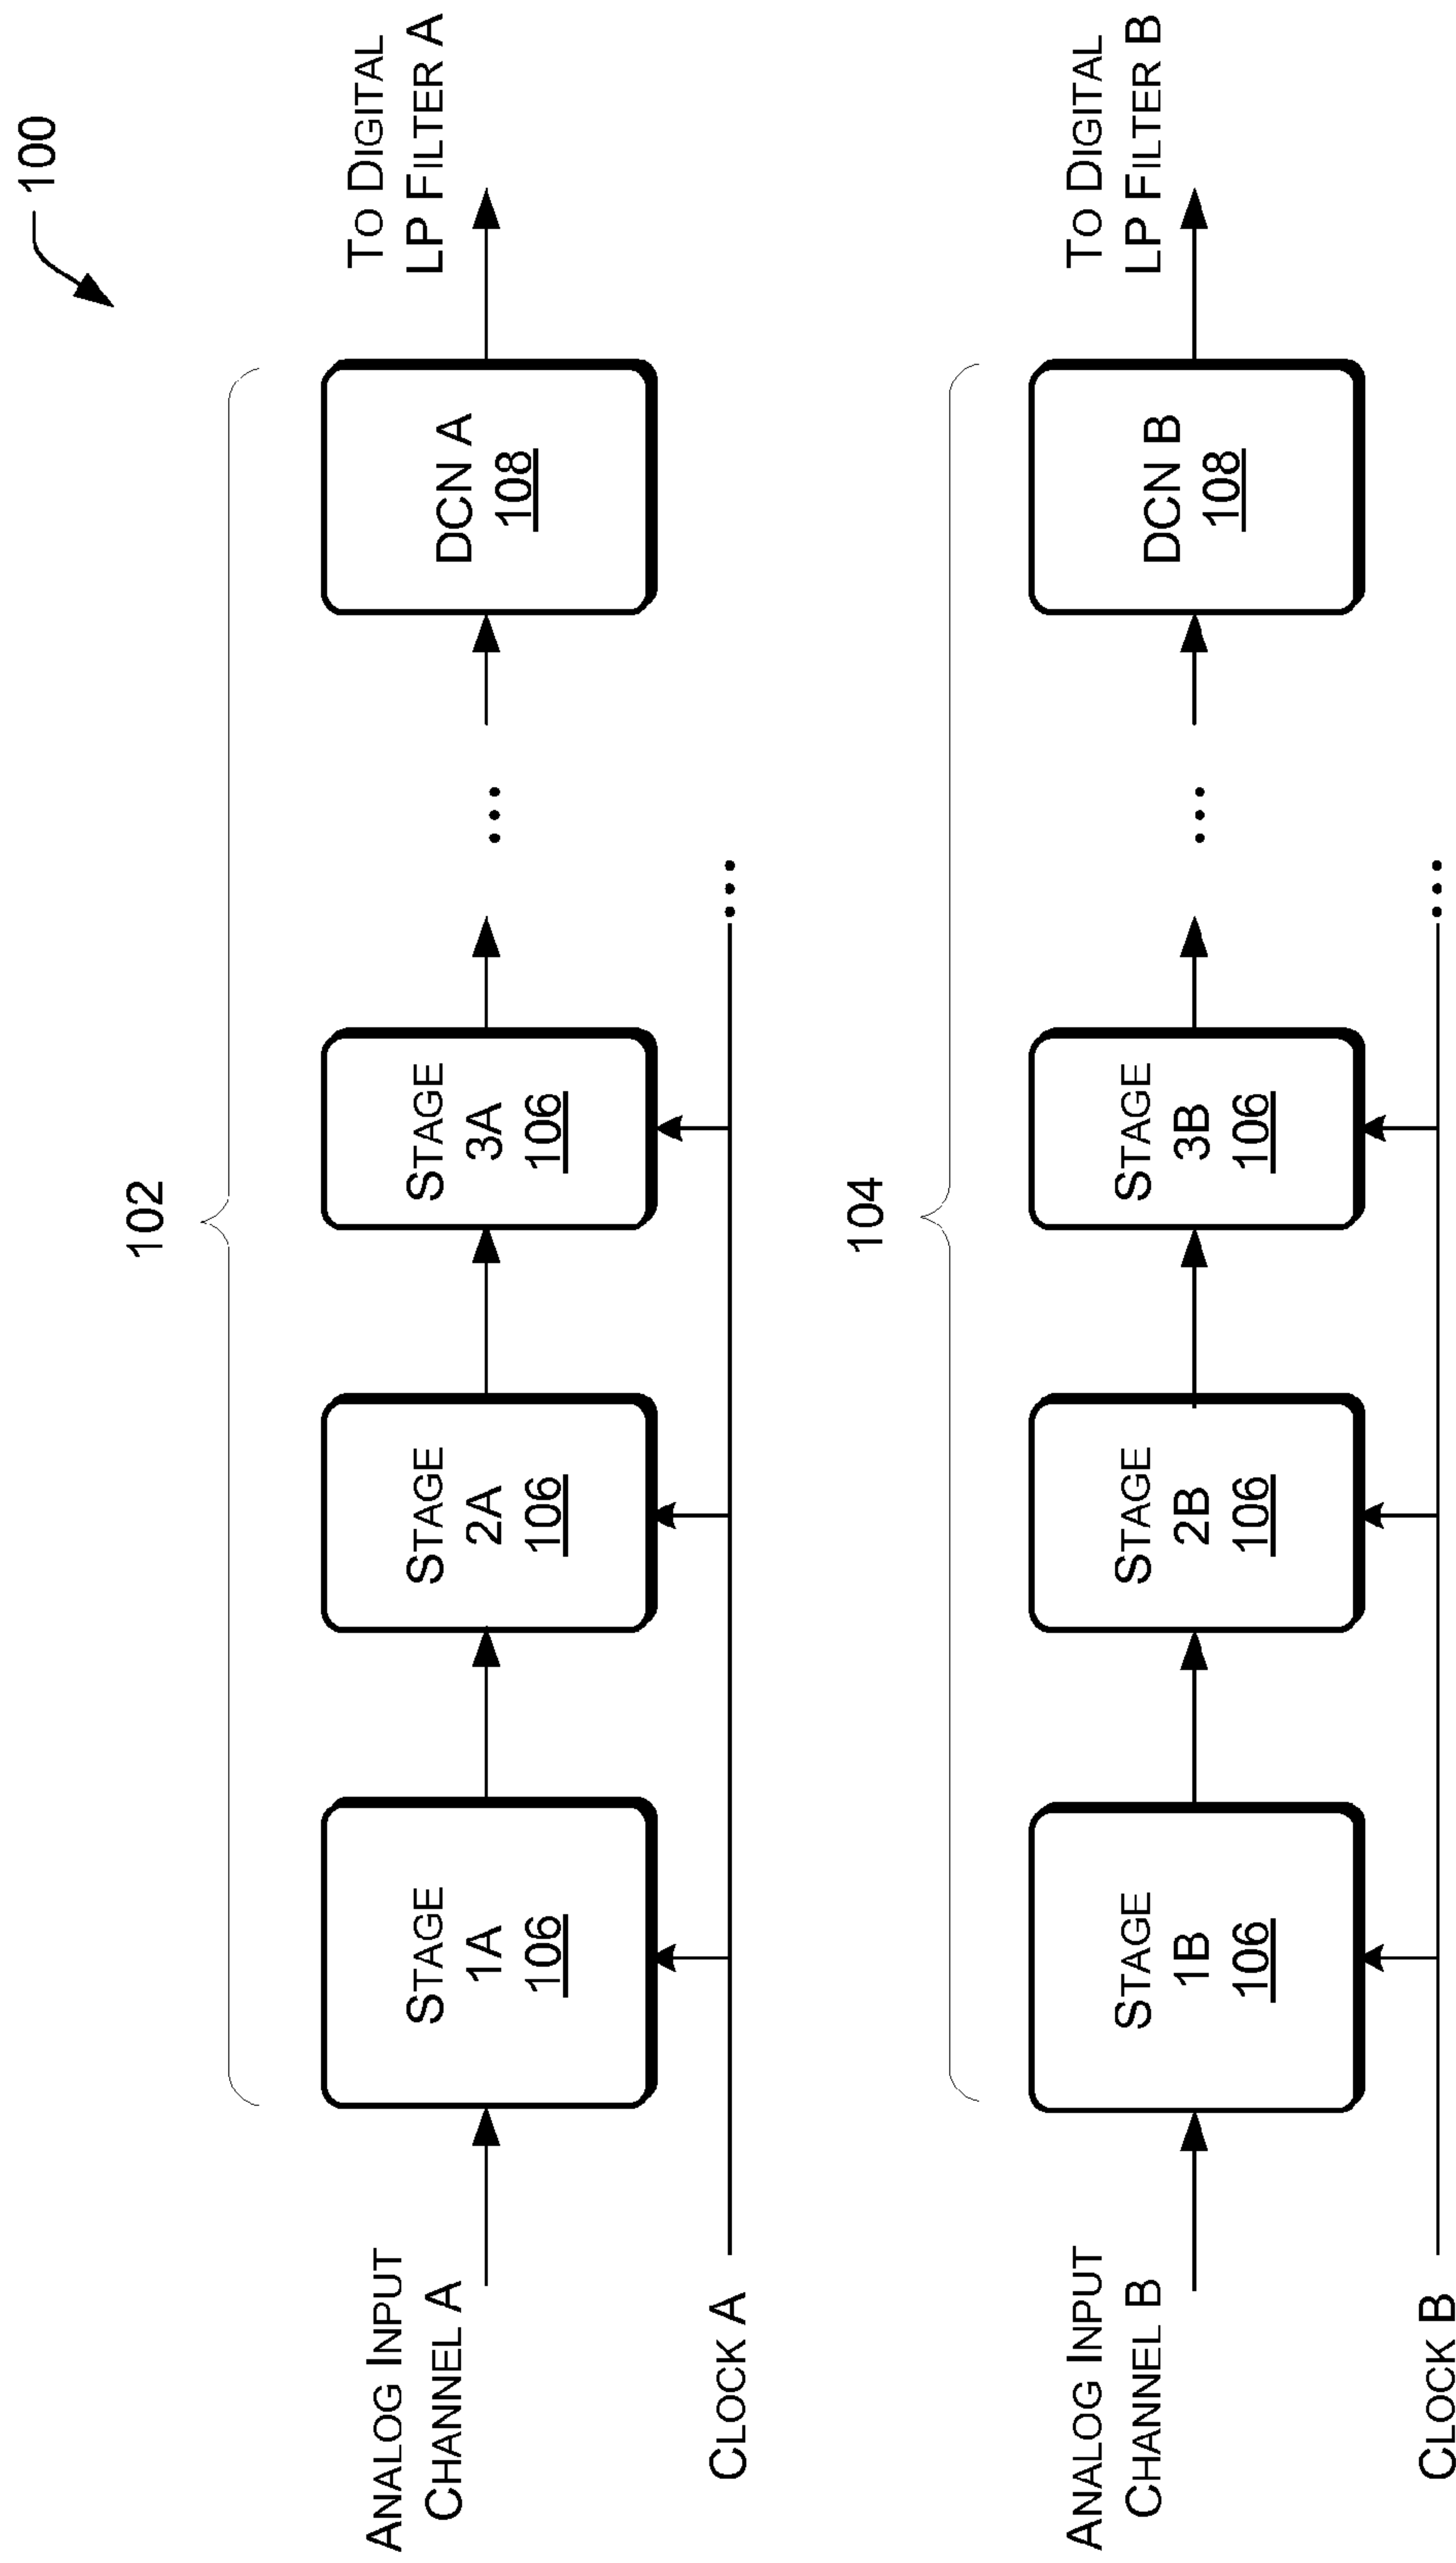 100
102
ANALOG INPUT
CHANNEL A
STAGE
1A
106
STAGE
2A
106
STAGE
3A
106
...
DCN A
108
TO DIGITAL
LP FILTER A
CLOCK A
...
104
ANALOG INPUT
CHANNEL B
STAGE
1B
106
STAGE
2B
106
STAGE
3B
106
...
DCN B
108
TO DIGITAL
LP FILTER B
CLOCK B
...